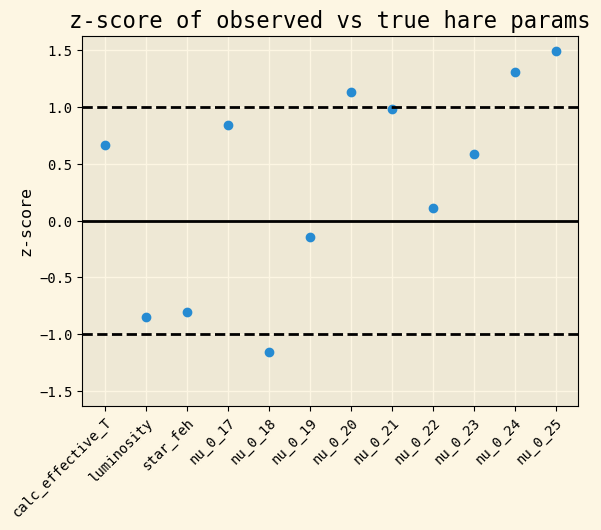 z-score of observed vs true hare params
z-score
1.5
1.0
0.5
0.0
−0.5
−1.0
−1.5
calc_effective_T
luminosity
star_feh
nu_0_17
nu_0_18
nu_0_19
nu_0_20
nu_0_21
nu_0_22
nu_0_23
nu_0_24
nu_0_25